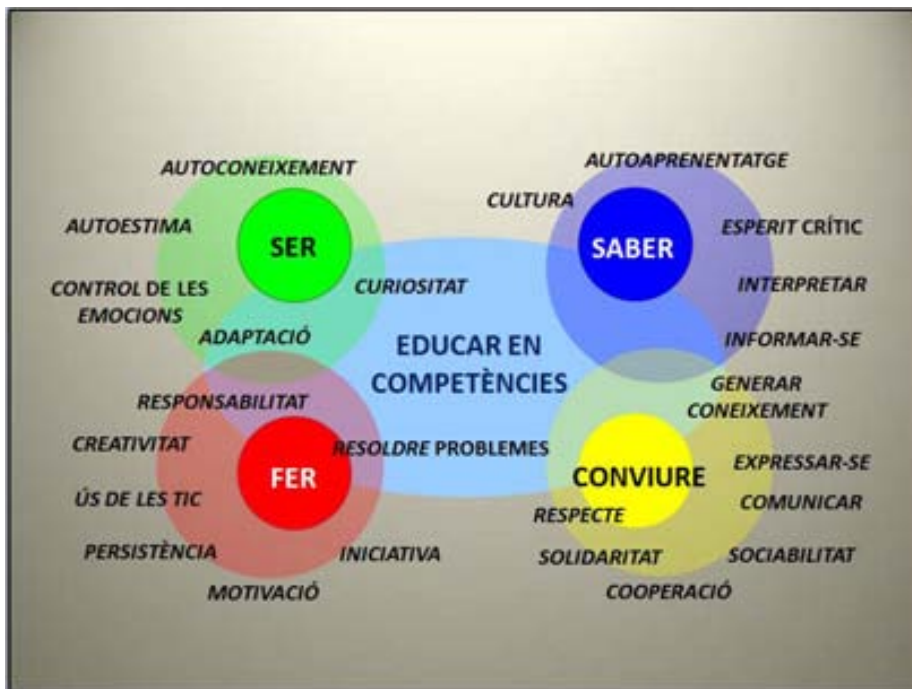 AUTOCONEIXEMENT
AUTOESTIMA
SER
CONTROL DE LES
EMOCIONS
CURIOSITAT
ADAPTACIÓ
AUTOAPRENENTATGE
CULTURA
SABER
ESPERIT CRÍTIC
INTERPRETAR
INFORMAR-SE
EDUCAR EN
COMPETÈNCIES
RESPONSABILITAT
CREATIVITAT
FER
RESOLDRE PROBLEMES
ÚS DE LES TIC
PERSISTÈNCIA
INICIATIVA
MOTIVACIÓ
GENERAR
CONEIXEMENT
CONVIURE
EXPRESSAR-SE
COMUNICAR
RESPECTE
SOLIDARITAT
SOCIABILITAT
COOPERACIÓ